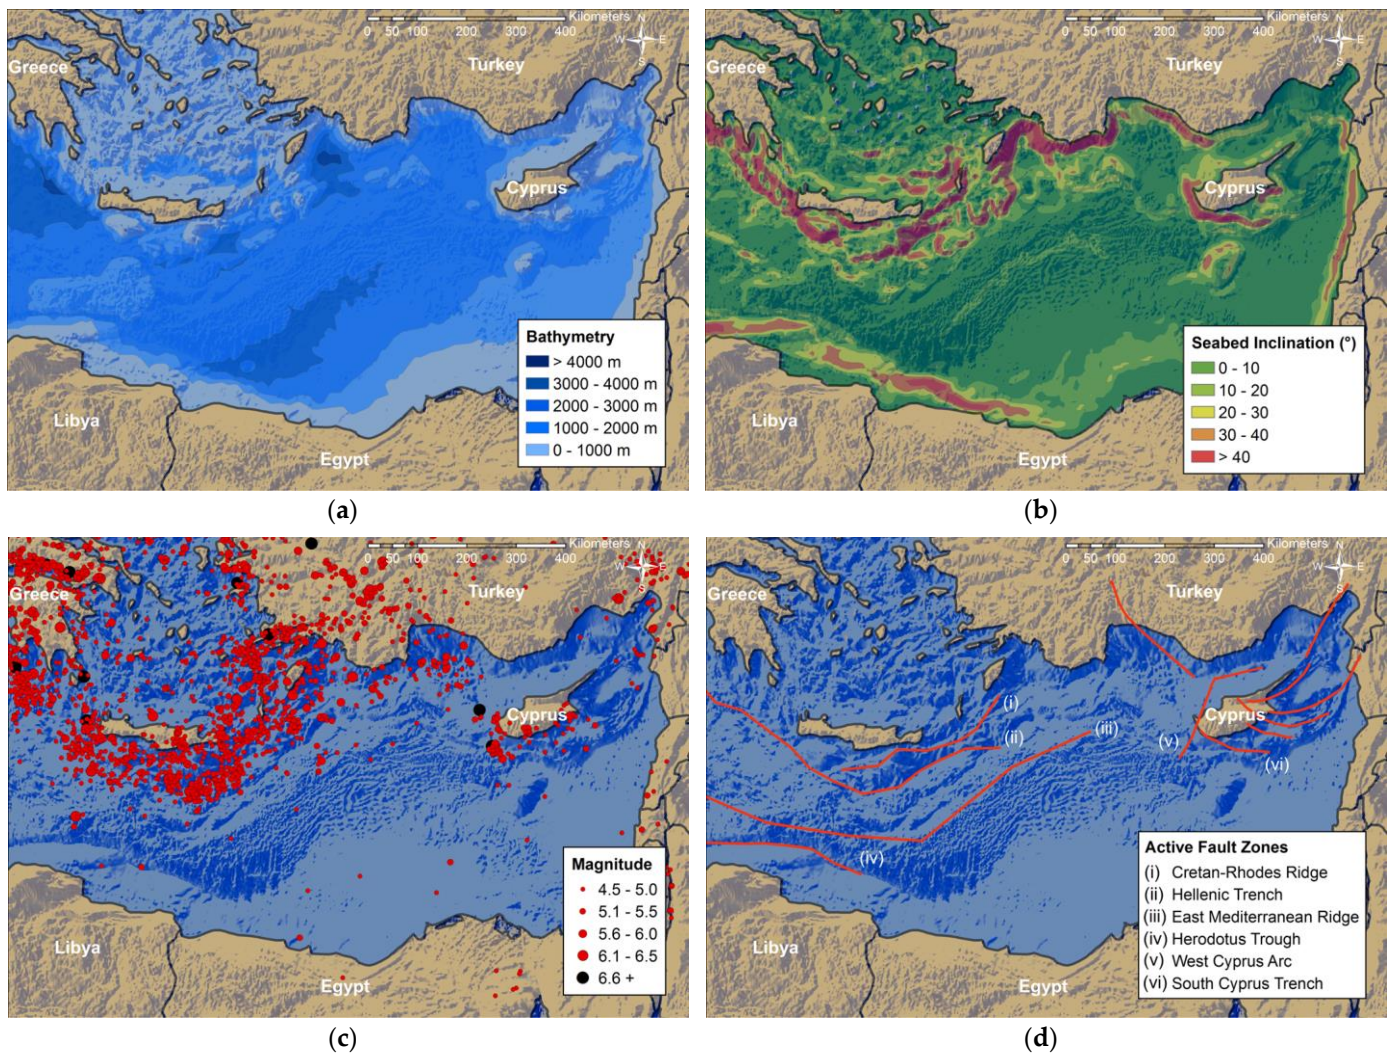 Kilometers
0 50 100 200 300 400
N
W E
S
Greece
Turkey
Cyprus
Libya
Egypt
Bathymetry
> 4000 m
3000 - 4000 m
2000 - 3000 m
1000 - 2000 m
0 - 1000 m
(a)
Kilometers
0 50 100 200 300 400
N
W E
S
Greece
Turkey
Cyprus
Libya
Egypt
Seabed Inclination (°)
0 - 10
10 - 20
20 - 30
30 - 40
> 40
(b)
Kilometers
0 50 100 200 300 400
N
W E
S
Greece
Turkey
Cyprus
Libya
Egypt
Magnitude
4.5 - 5.0
5.1 - 5.5
5.6 - 6.0
6.1 - 6.5
6.6 +
(c)
Kilometers
0 50 100 200 300 400
N
W E
S
Greece
Turkey
Cyprus
(i)
(ii)
(iii)
(v)
(vi)
(iv)
Libya
Egypt
Active Fault Zones
(i) Cretan-Rhodes Ridge
(ii) Hellenic Trench
(iii) East Mediterranean Ridge
(iv) Herodotus Trough
(v) West Cyprus Arc
(vi) South Cyprus Trench
(d)